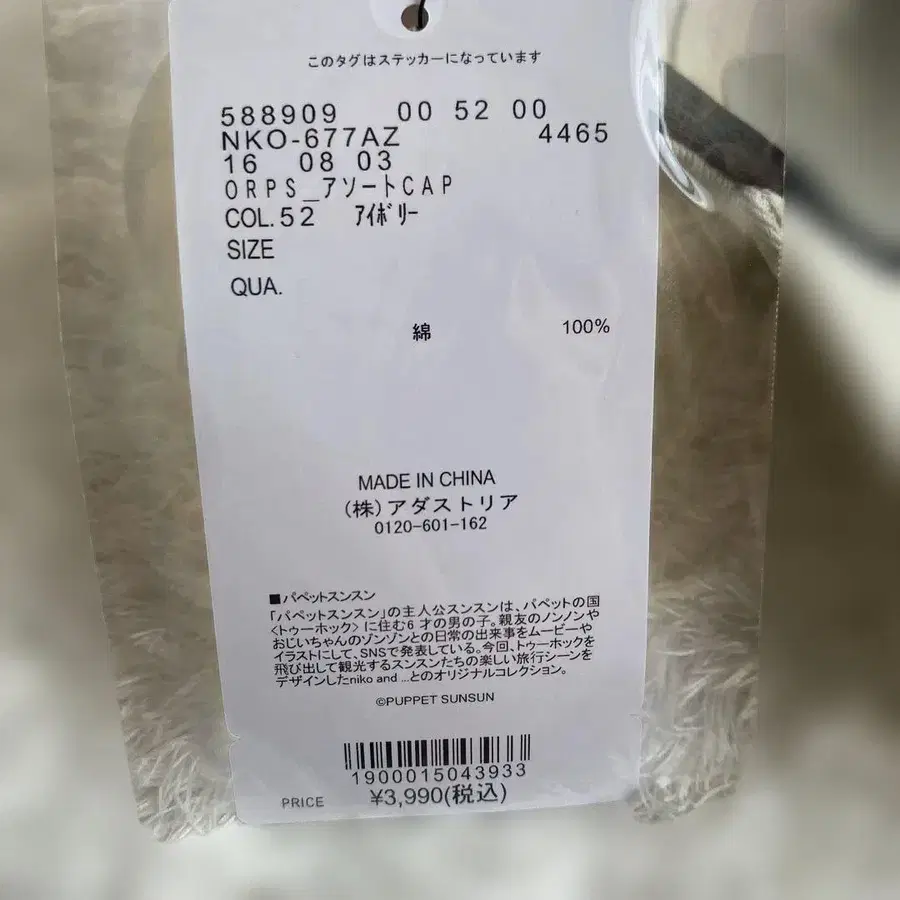 このタグはステッカーになっています
588909 00 52 00
NKO-677AZ 4465
16 08 03
ORPS_アソートCAP
COL.52 ｱｲﾎﾞﾘｰ
SIZE
QUA.
綿 100%
MADE IN CHINA
(株)アダストリア
0120-601-162
■パペットスンスン
「パペットスンスン」の主人公スンスンは、パペットの国
〈トゥーホック〉に住む6才の男の子。親友のノンノンや
おじいちゃんのゾンゾンとの日常の出来事をムービーや
イラストにして、SNSで発表している。今回、トゥーホックを
飛び出して観光するスンスンたちの楽しい旅行シーンを
デザインしたniko and ...とのオリジナルコレクション。
©PUPPET SUNSUN
1900015043933
PRICE ¥3,990(税込)